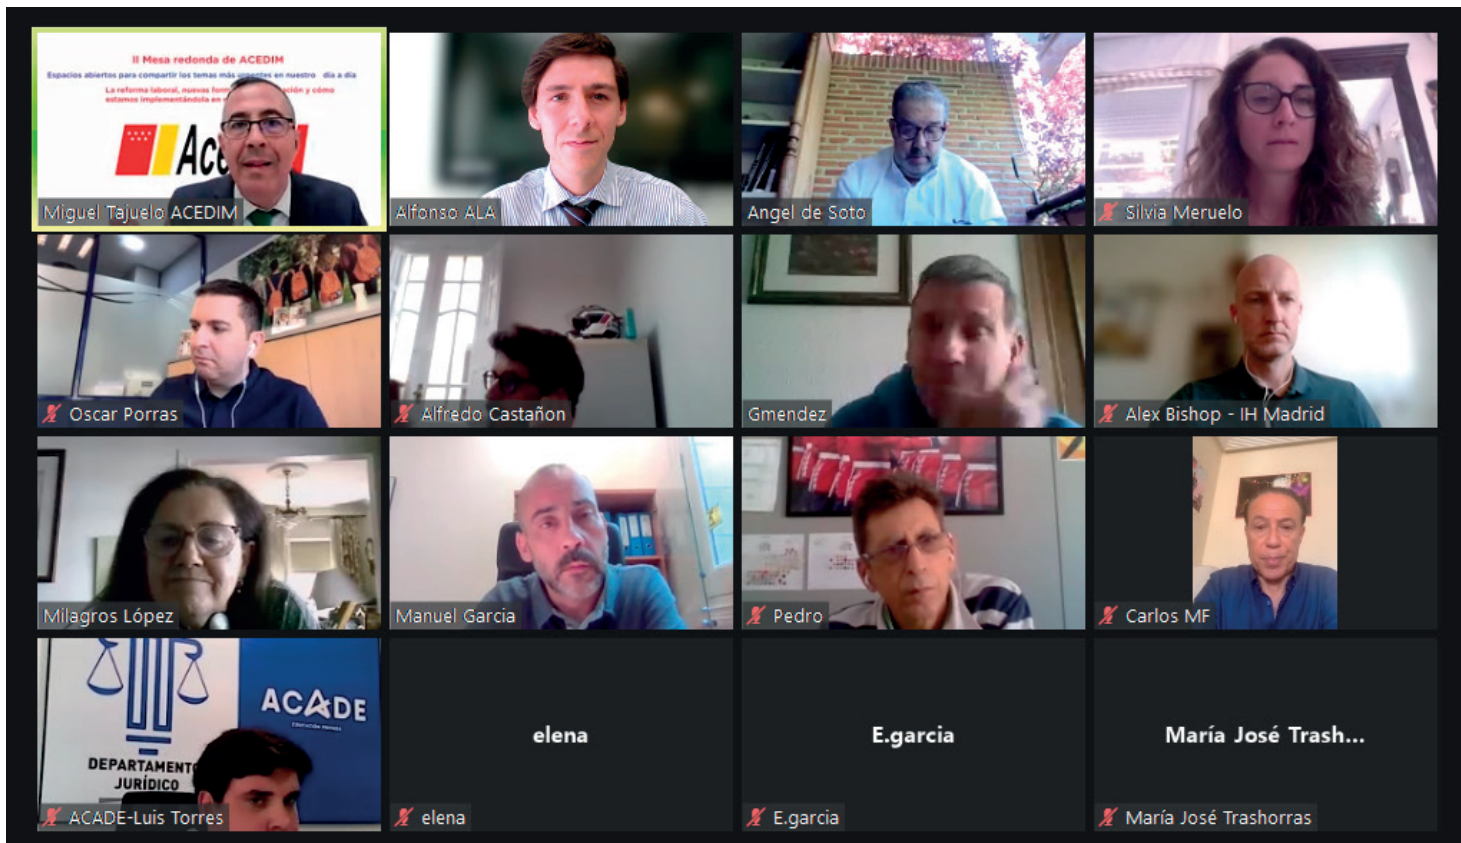 II Mesa redonda de ACEDIM
Espacios abiertos para compartir los temas más urgentes en nuestro día a día
La reforma laboral, nuevas ación y cómo
estamos implementándola en
Miguel Tajuelo ACEDIM
Alfonso ALA
Angel de Soto
Silvia Meruelo
Oscar Porras
Alfredo Castañon
Gmendez
Alex Bishop - IH Madrid
Milagros López
Manuel Garcia
Pedro
Carlos MF
DEPARTAMENTO
JURÍDICO
ACADE
ACADE-Luis Torres
elena
elena
E.garcia
E.garcia
María José Trash...
María José Trashorras